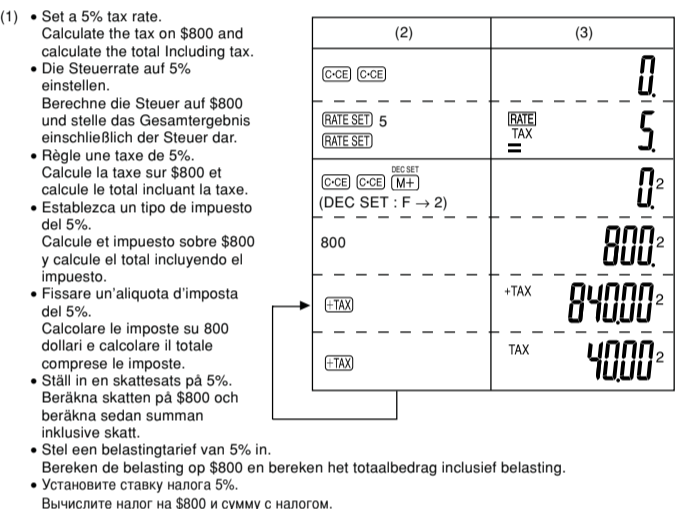 (1) • Set a 5% tax rate.
Calculate the tax on $800 and
calculate the total Including tax.
• Die Steuerrate auf 5%
einstellen.
Berechne die Steuer auf $800
und stelle das Gesamtergebnis
einschließlich der Steuer dar.
• Règle une taxe de 5%.
Calcule la taxe sur $800 et
calcule le total incluant la taxe.
• Establezca un tipo de impuesto
del 5%.
Calcule et impuesto sobre $800
y calcule el total incluyendo el
impuesto.
• Fissare un'aliquota d'imposta
del 5%.
Calcolare le imposte su 800
dollari e calcolare il totale
comprese le imposte.
• Ställ in en skattesats på 5%.
Beräkna skatten på $800 och
beräkna sedan summan
inklusive skatt.
• Stel een belastingtarief van 5% in.
Bereken de belasting op $800 en bereken het totaalbedrag inclusief belasting.
• Установите ставку налога 5%.
Вычислите налог на $800 и сумму с налогом.
(2) (3)
C·CE C·CE 0.
RATE SET 5 RATE TAX = 5.
RATE SET
DEC SET
C·CE C·CE M+ 0.2
(DEC SET : F → 2)
800 800.2
+TAX +TAX 840.00 2
+TAX TAX 40.00 2